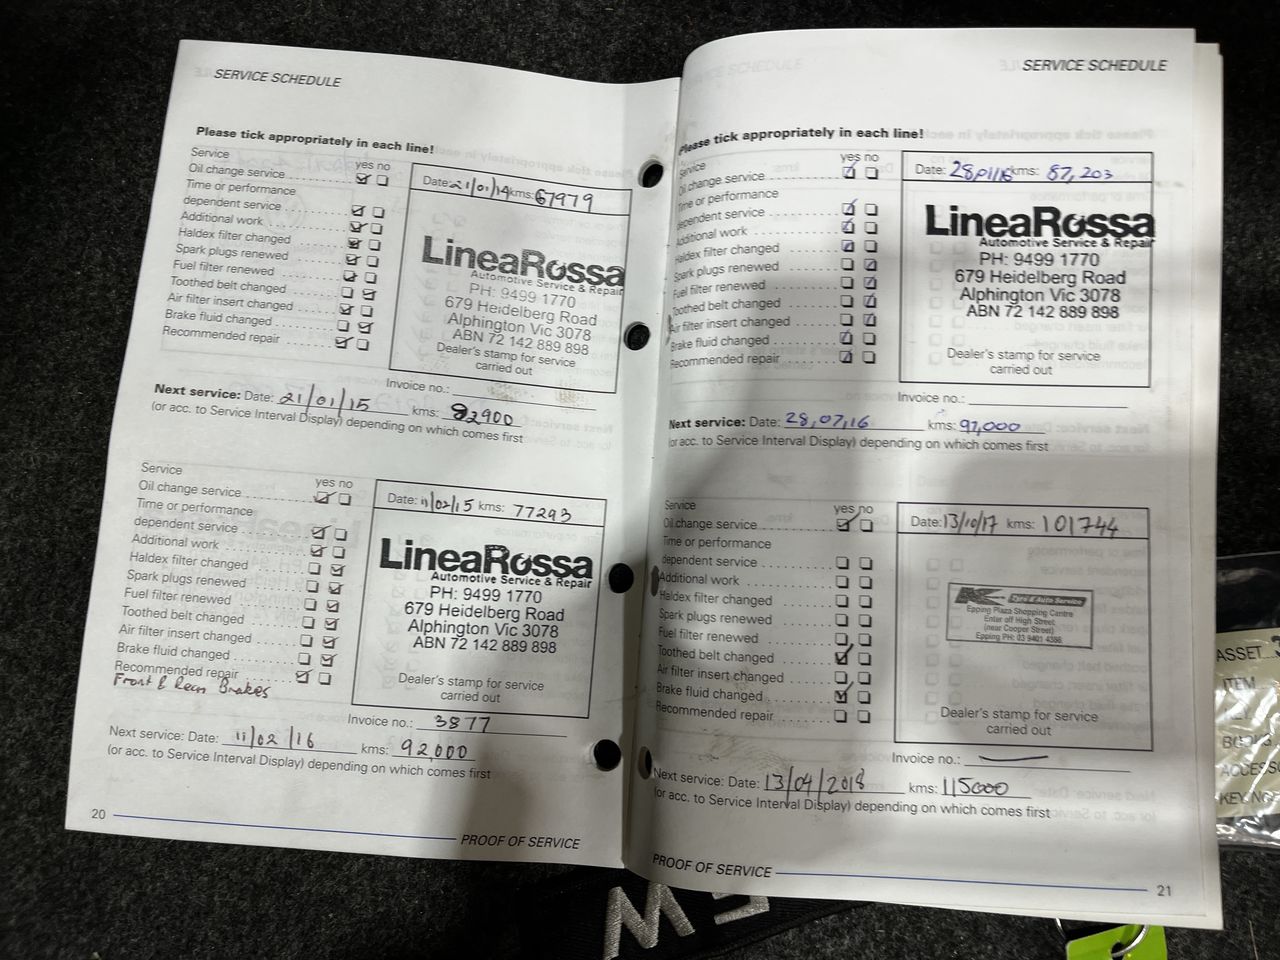 SERVICE SCHEDULE
Please tick appropriately in each line!
Service
yes no
Oil change service
Time or performance
dependent service
Additional work
Haldex filter changed
Spark plugs renewed
Fuel filter renewed
Toothed belt changed
Air filter insert changed
Brake fluid changed
Recommended repair
Date: 21/01/14 kms: 67979
LineaRossa
Automotive Service & Repair
PH: 9499 1770
679 Heidelberg Road
Alphington Vic 3078
ABN 72 142 889 898
Dealer's stamp for service
carried out
Invoice no.:
Next service: Date: 21/01/15 kms: 82900
(or acc. to Service Interval Display) depending on which comes first
Service
yes no
Oil change service
Time or performance
dependent service
Additional work
Haldex filter changed
Spark plugs renewed
Fuel filter renewed
Toothed belt changed
Air filter insert changed
Brake fluid changed
Recommended repair
Front & Rear Brakes
Date: 11/02/15 kms: 77293
LineaRossa
Automotive Service & Repair
PH: 9499 1770
679 Heidelberg Road
Alphington Vic 3078
ABN 72 142 889 898
Dealer's stamp for service
carried out
Invoice no.: 3877
Next service: Date: 11/02/16 kms: 92,000
(or acc. to Service Interval Display) depending on which comes first
20
PROOF OF SERVICE
SERVICE SCHEDULE
Please tick appropriately in each line!
Service
yes no
Oil change service
Time or performance
dependent service
Additional work
Haldex filter changed
Spark plugs renewed
Fuel filter renewed
Toothed belt changed
Air filter insert changed
Brake fluid changed
Recommended repair
Date: 28/01/16 kms: 87,203
LineaRossa
Automotive Service & Repair
PH: 9499 1770
679 Heidelberg Road
Alphington Vic 3078
ABN 72 142 889 898
Dealer's stamp for service
carried out
Invoice no.:
Next service: Date: 28,07,16 kms: 97,000
(or acc. to Service Interval Display) depending on which comes first
Service
yes no
Oil change service
Time or performance
dependent service
Additional work
Haldex filter changed
Spark plugs renewed
Fuel filter renewed
Toothed belt changed
Air filter insert changed
Brake fluid changed
Recommended repair
Date: 13/10/17 kms: 101744
Tyre & Auto Service
Epping Plaza Shopping Centre
Enter off High Street
(near Cooper Street)
Epping PH: 03 9401 4366
Dealer's stamp for service
carried out
Invoice no.:
Next service: Date: 13/04/2018 kms: 115000
(or acc. to Service Interval Display) depending on which comes first
PROOF OF SERVICE
21
ASSET
ITEM